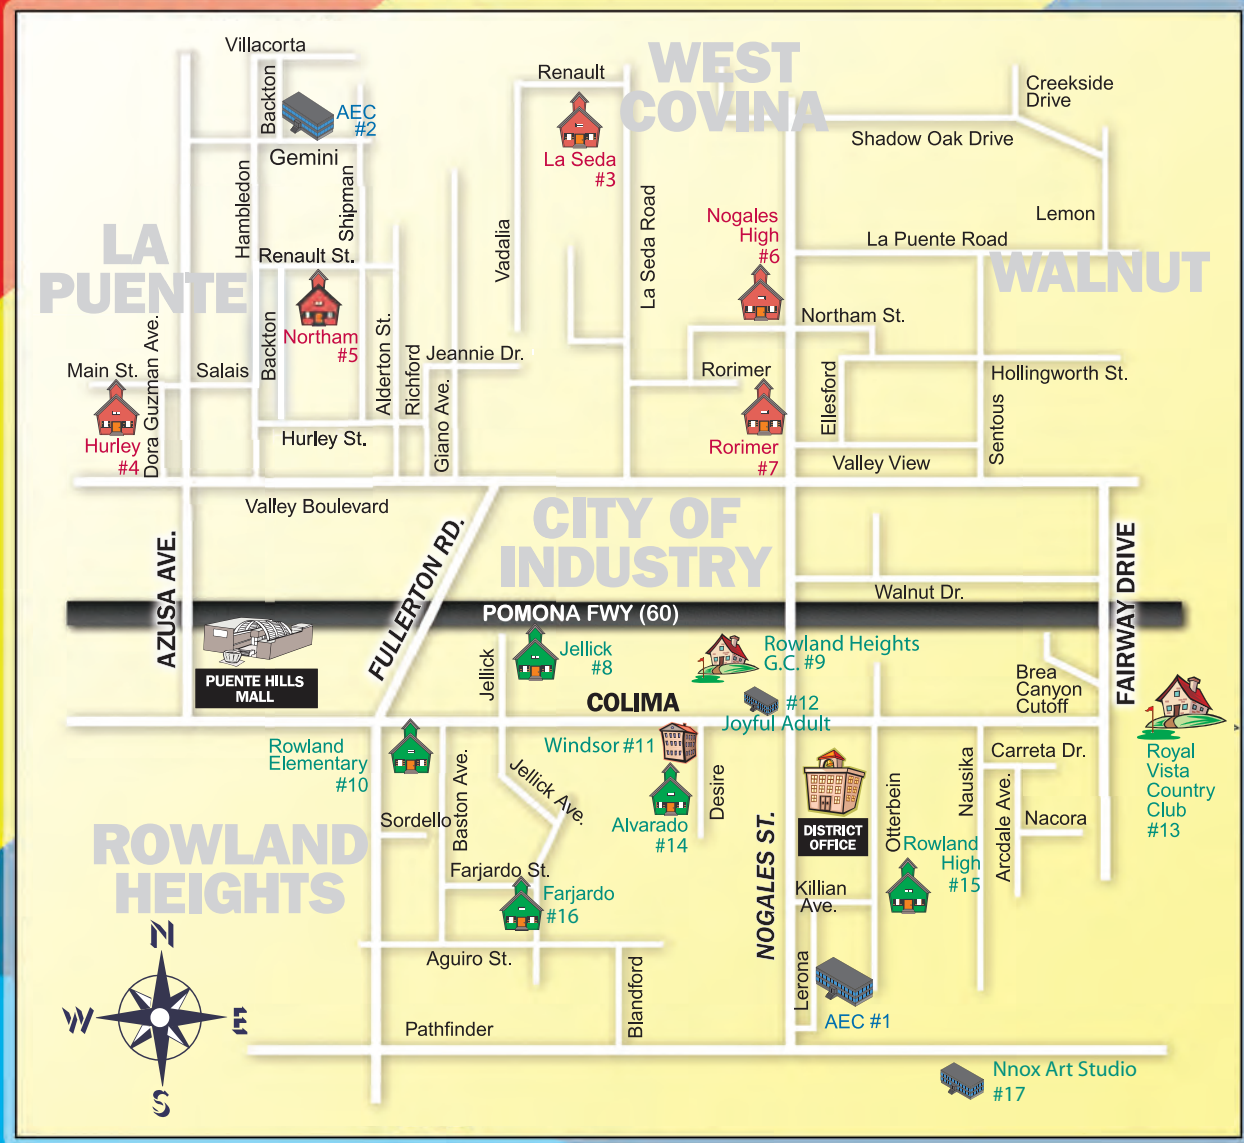 Villacorta
Backton
AEC
#2
Gemini
Hambledon
Shipman
Renault St.
Renault
La Seda
#3
Vadalia
La Seda Road
WEST
COVINA
Creekside
Drive
Shadow Oak Drive
Lemon
La Puente Road
WALNUT
Nogales
High
#6
Northam St.
LA
PUENTE
Northam
#5
Backton
Alderton St.
Richford
Jeannie Dr.
Giano Ave.
Main St.
Dora Guzman Ave.
Salais
Hurley
#4
Hurley St.
Rorimer
Rorimer
#7
Ellesford
Hollingworth St.
Sentous
Valley View
Valley Boulevard
CITY OF
INDUSTRY
AZUSA AVE.
FULLERTON RD.
FAIRWAY DRIVE
Walnut Dr.
POMONA FWY (60)
PUENTE HILLS
MALL
Jellick
Jellick
#8
Rowland Heights
G.C. #9
COLIMA
#12
Joyful Adult
Brea
Canyon
Cutoff
Rowland
Elementary
#10
Baston Ave.
Jellick Ave.
Windsor #11
Desire
Alvarado
#14
Sordello
NOGALES ST.
DISTRICT
OFFICE
Otterbein
Nausika
Carreta Dr.
Arcdale Ave.
Nacora
Royal
Vista
Country
Club
#13
Rowland
High
#15
ROWLAND
HEIGHTS
Farjardo St.
Farjardo
#16
Killian
Ave.
Aguiro St.
Blandford
Lerona
AEC #1
Pathfinder
Nnox Art Studio
#17
N
W
E
S